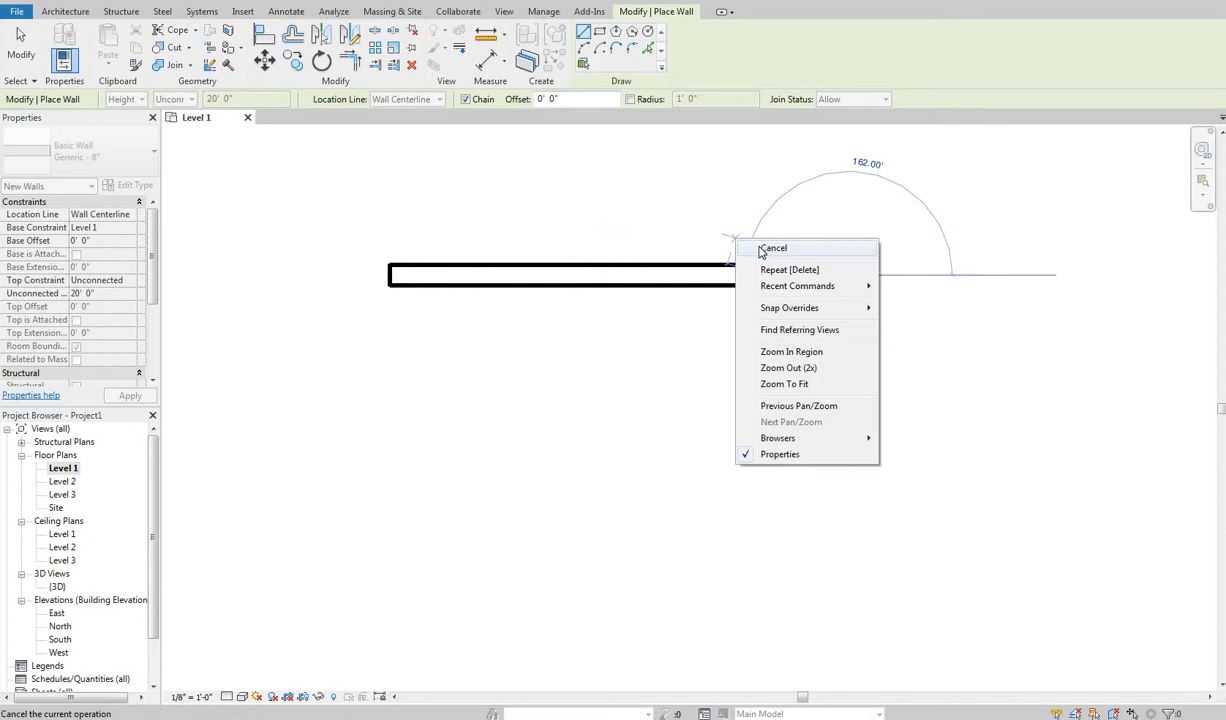 File Architecture Structure Steel Systems Insert Annotate Analyze Massing & Site Collaborate View Manage Add-Ins Modify | Place Wall
Modify Paste Cope Cut Join
Select Properties Clipboard Geometry Modify View Measure Create Draw
Modify | Place Wall Height Unconn 20' 0" Location Line: Wall Centerline Chain Offset: 0' 0" Radius: 1' 0" Join Status: Allow
Properties
Level 1
Basic Wall
Generic - 8"
New Walls Edit Type
Constraints
Location Line Wall Centerline
Base Constraint Level 1
Base Offset 0' 0"
Base is Attach...
Base Extensio... 0' 0"
Top Constraint Unconnected
Unconnected ... 20' 0"
Top Offset 0' 0"
Top is Attached
Top Extension... 0' 0"
Room Boundi...
Related to Mass
Structural
Structural
Properties help Apply
Project Browser - Project1
Views (all)
Structural Plans
Floor Plans
Level 1
Level 2
Level 3
Site
Ceiling Plans
Level 1
Level 2
Level 3
3D Views
{3D}
Elevations (Building Elevation
East
North
South
West
Legends
Schedules/Quantities (all)
Sheets (all)
162.00'
Cancel
Repeat [Delete]
Recent Commands
Snap Overrides
Find Referring Views
Zoom In Region
Zoom Out (2x)
Zoom To Fit
Previous Pan/Zoom
Next Pan/Zoom
Browsers
Properties
2D
1/8" = 1'-0"
Cancel the current operation :0 Main Model :0